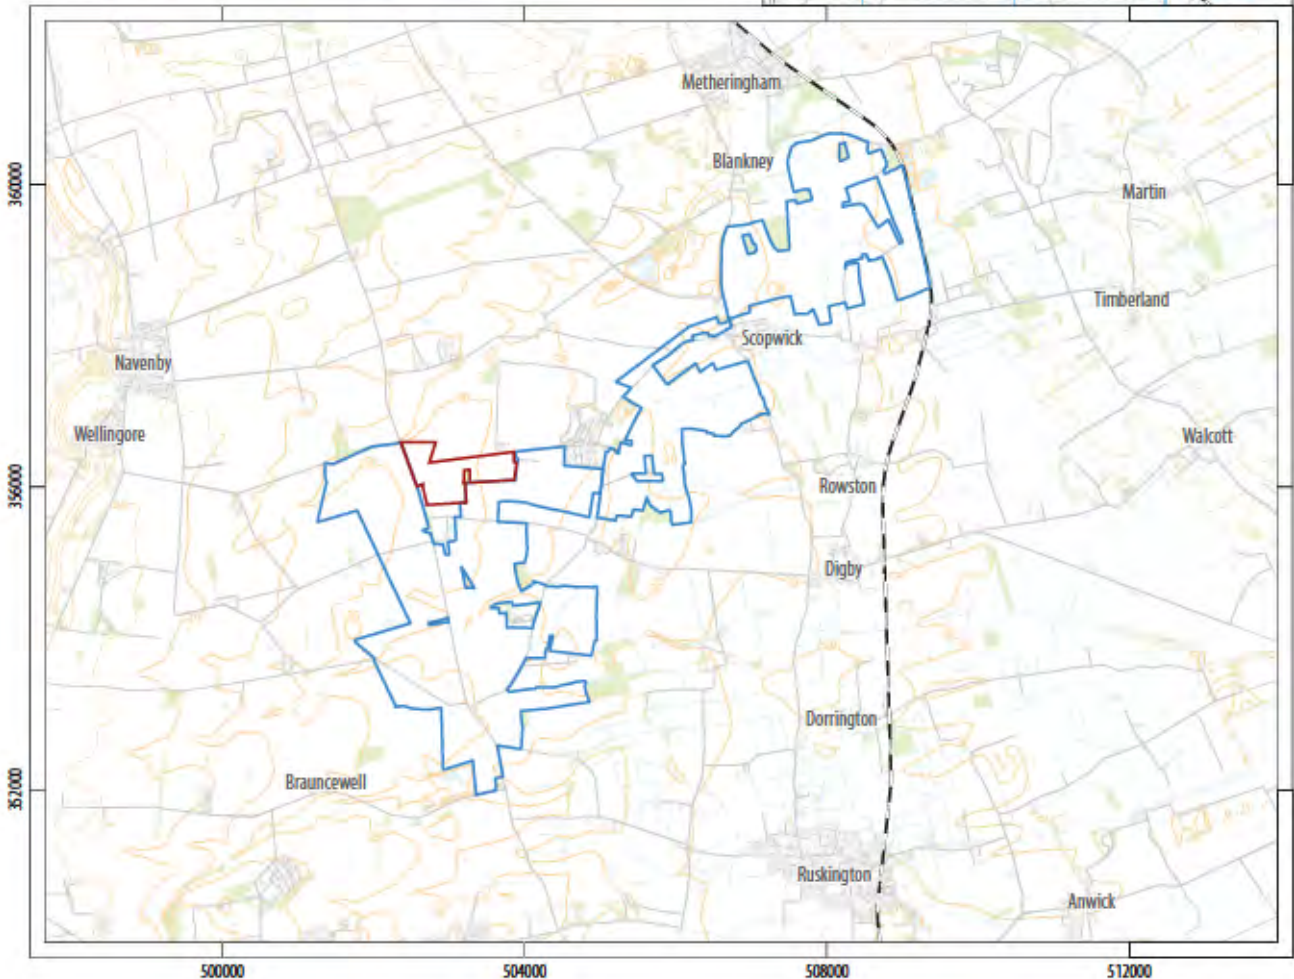 Metheringham
Blankney
360000
Martin
Timberland
Scopwick
Navenby
Wellingore
Walcott
356000
Rowston
Digby
Dorrington
Brauncewell
352000
Ruskington
Anwick
500000
504000
508000
512000